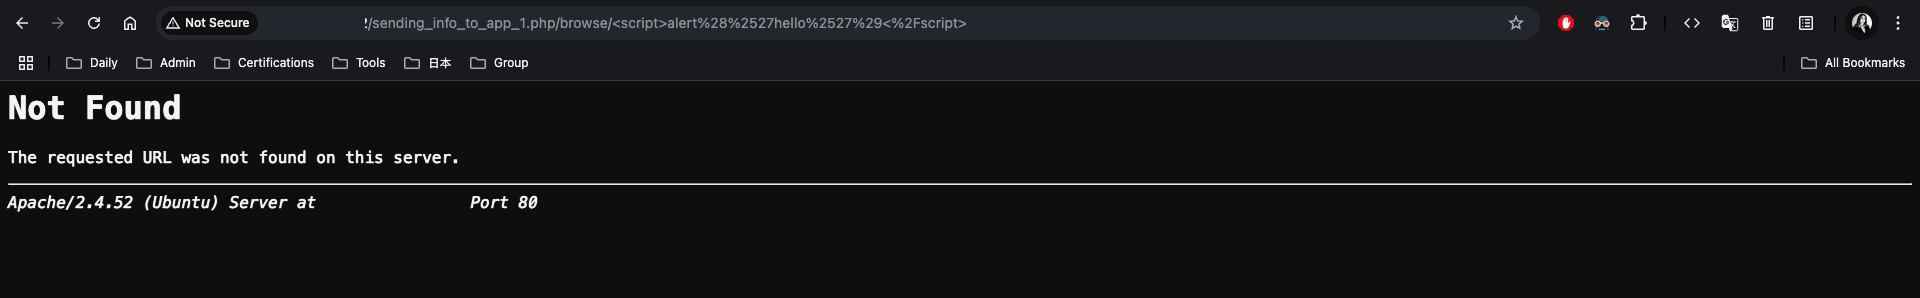 Not Secure /sending_info_to_app_1.php/browse/<script>alert%28%2527hello%2527%29<%2Fscript>
Daily Admin Certifications Tools 日本 Group All Bookmarks
Not Found
The requested URL was not found on this server.
Apache/2.4.52 (Ubuntu) Server at Port 80